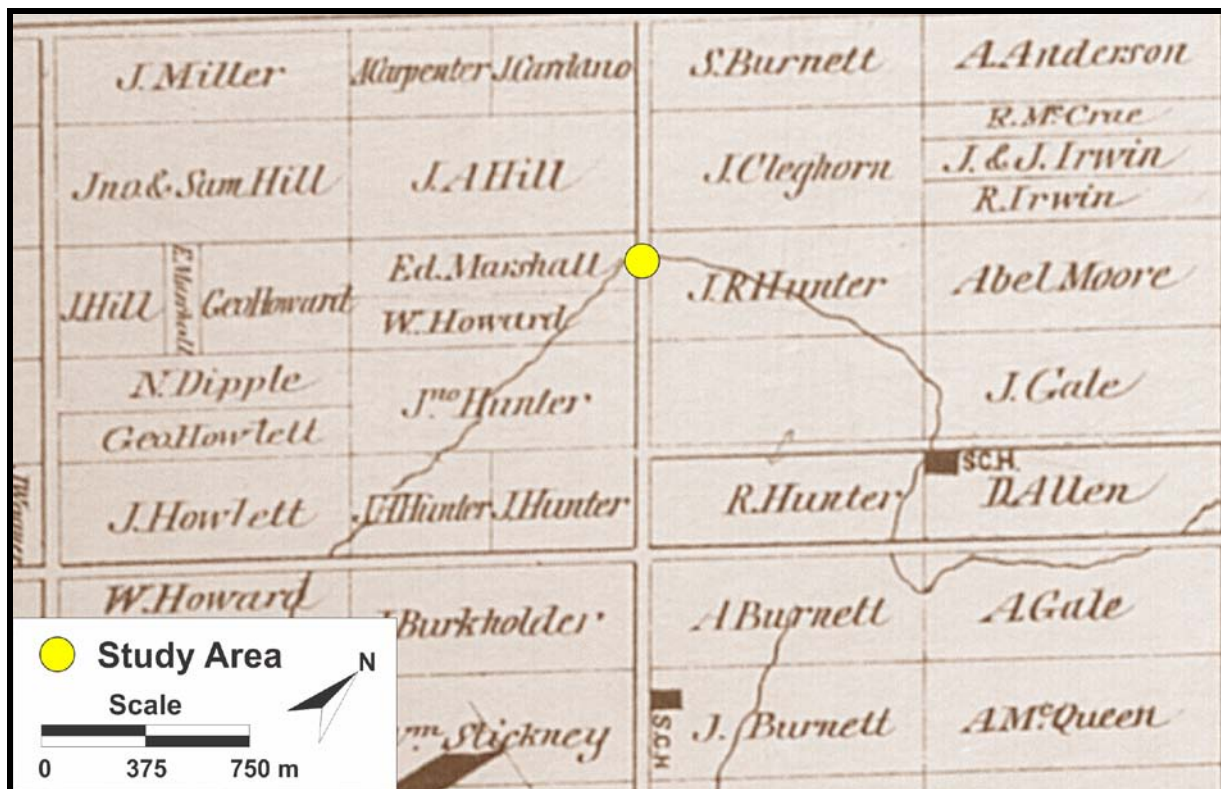 J. Miller
A Carpenter
J. Cardano
S. Burnett
A. Anderson
R. McCrae
Jno. & Sam Hill
J. A Hill
J. Cleghorn
J. & J. Irwin
R. Irwin
J. Hill
E. Marshall
Geo Howard
Ed. Marshall
W. Howard
J. R Hunter
Abel Moore
N. Dipple
Geo. Howlett
Jno Hunter
J. Gale
J. Howlett
J. Hunter
R. Hunter
S.C.H.
D. Allen
W. Howard
Burkholder
A Burnett
A. Gale
Stickney
S.C.H
J. Burnett
A. McQueen
Study Area
N
Scale
0 375 750 m